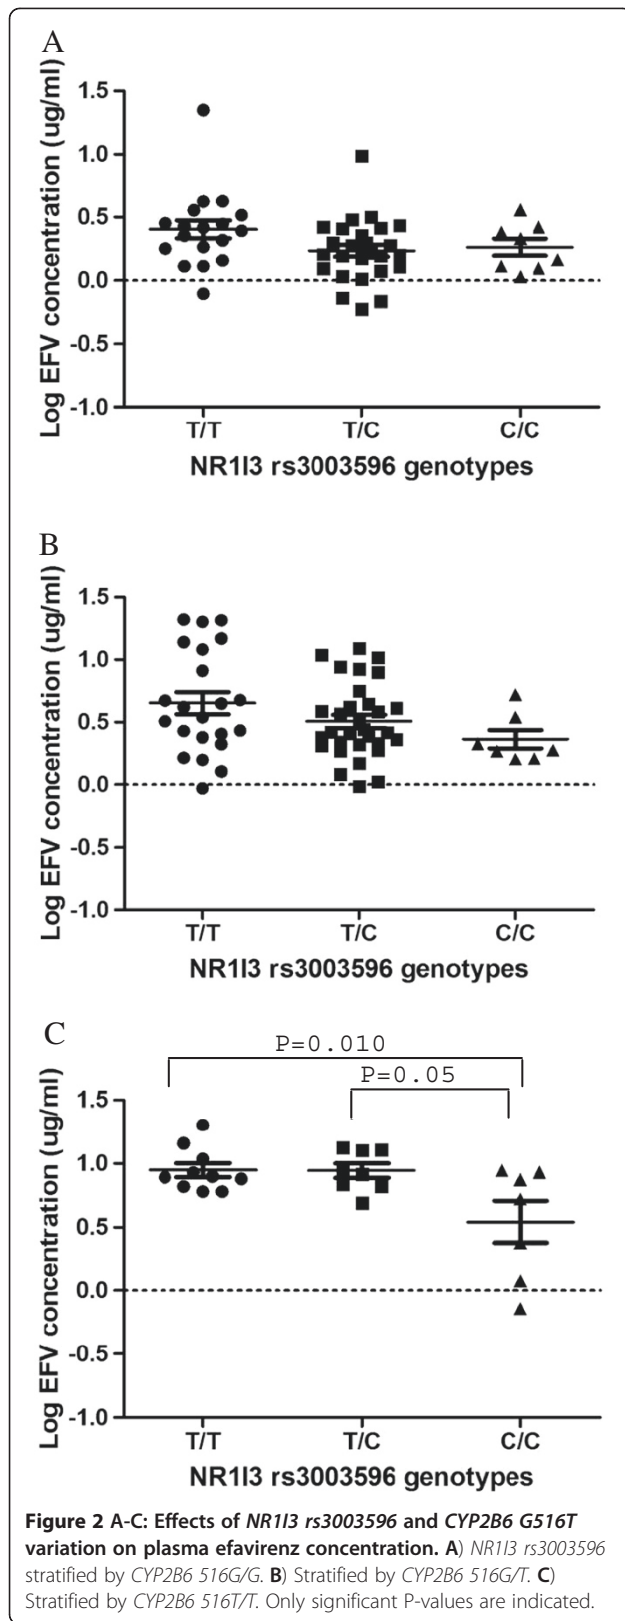 A
Log EFV concentration (ug/ml)
1.5
1.0
0.5
0.0
-0.5
-1.0
T/T T/C C/C
NR1I3 rs3003596 genotypes
B
Log EFV concentration (ug/ml)
1.5
1.0
0.5
0.0
-0.5
-1.0
T/T T/C C/C
NR1I3 rs3003596 genotypes
C
P=0.010
P=0.05
Log EFV concentration (ug/ml)
1.5
1.0
0.5
0.0
-0.5
-1.0
T/T T/C C/C
NR1I3 rs3003596 genotypes
Figure 2 A-C: Effects of NR1I3 rs3003596 and CYP2B6 G516T
variation on plasma efavirenz concentration. A) NR1I3 rs3003596
stratified by CYP2B6 516G/G. B) Stratified by CYP2B6 516G/T. C)
Stratified by CYP2B6 516T/T. Only significant P-values are indicated.